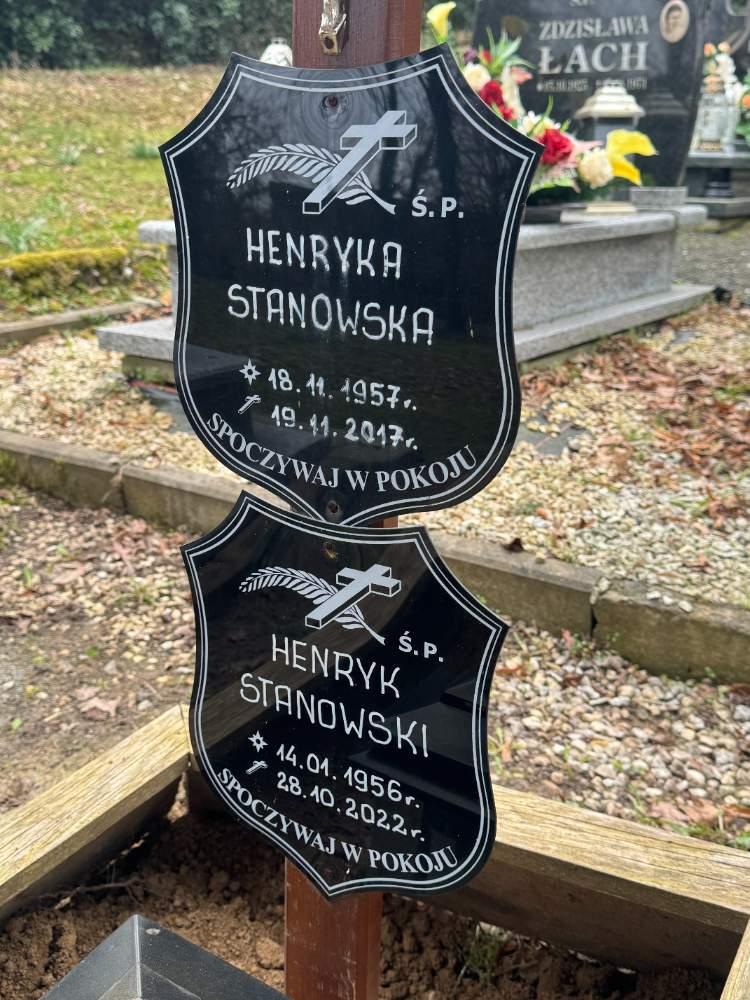 Ś.P.
ZDZISŁAWA
ŁACH
Ś.P.
HENRYKA
STANOWSKA
18.11.1957r.
19.11.2017r.
SPOCZYWAJ W POKOJU
Ś.P.
HENRYK
STANOWSKI
14.01.1956r.
28.10.2022r.
SPOCZYWAJ W POKOJU